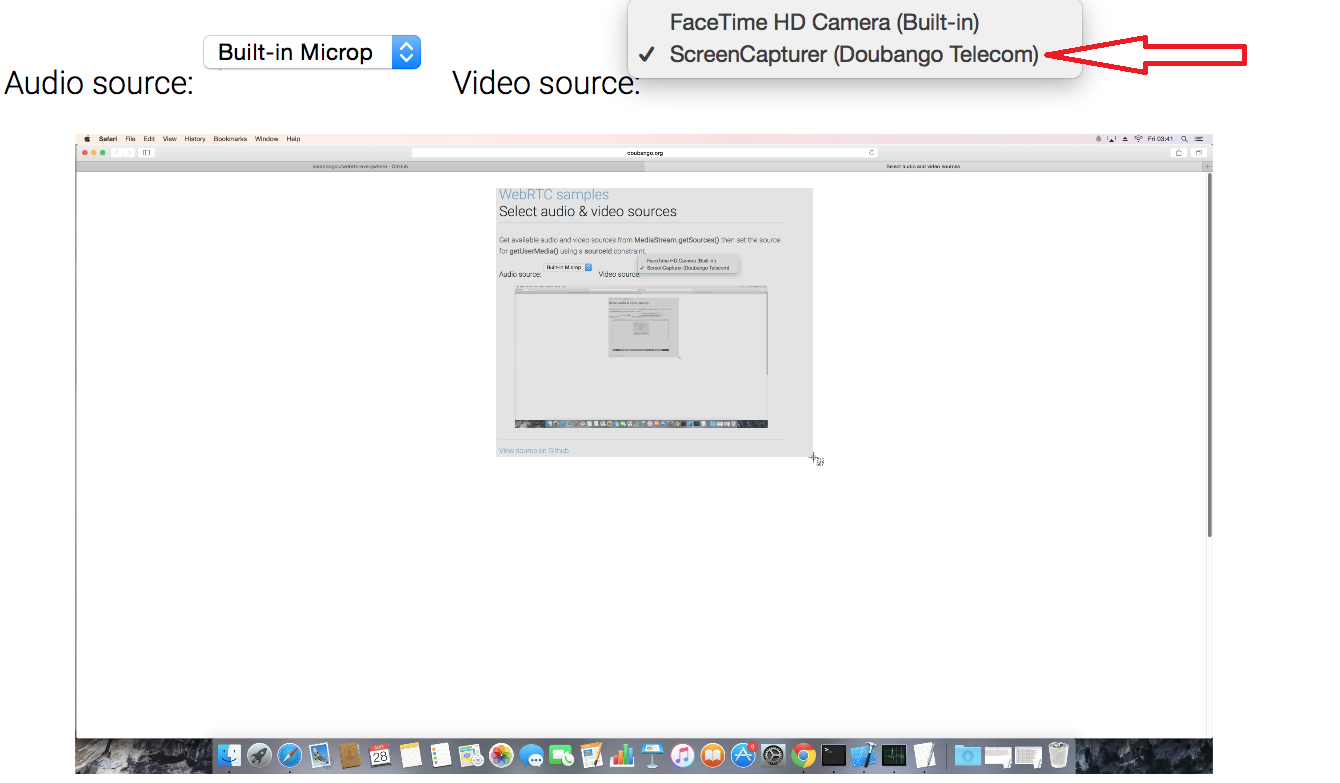 FaceTime HD Camera (Built-in)
Built-in Microp
✓ ScreenCapturer (Doubango Telecom)
Audio source:
Video source:
Safari File Edit View History Bookmarks Window Help
Fri 03:41
doubango.org
Select audio and video sources
WebRTC samples
Select audio & video sources
Get available audio and video sources from MediaStream.getSources() then set the source
for getUserMedia() using a sourceId constraint.
FaceTime HD Camera (Built-in)
Built-in Microp
✓ ScreenCapturer (Doubango Telecom)
Audio source:
Video source:
View source on Github
28